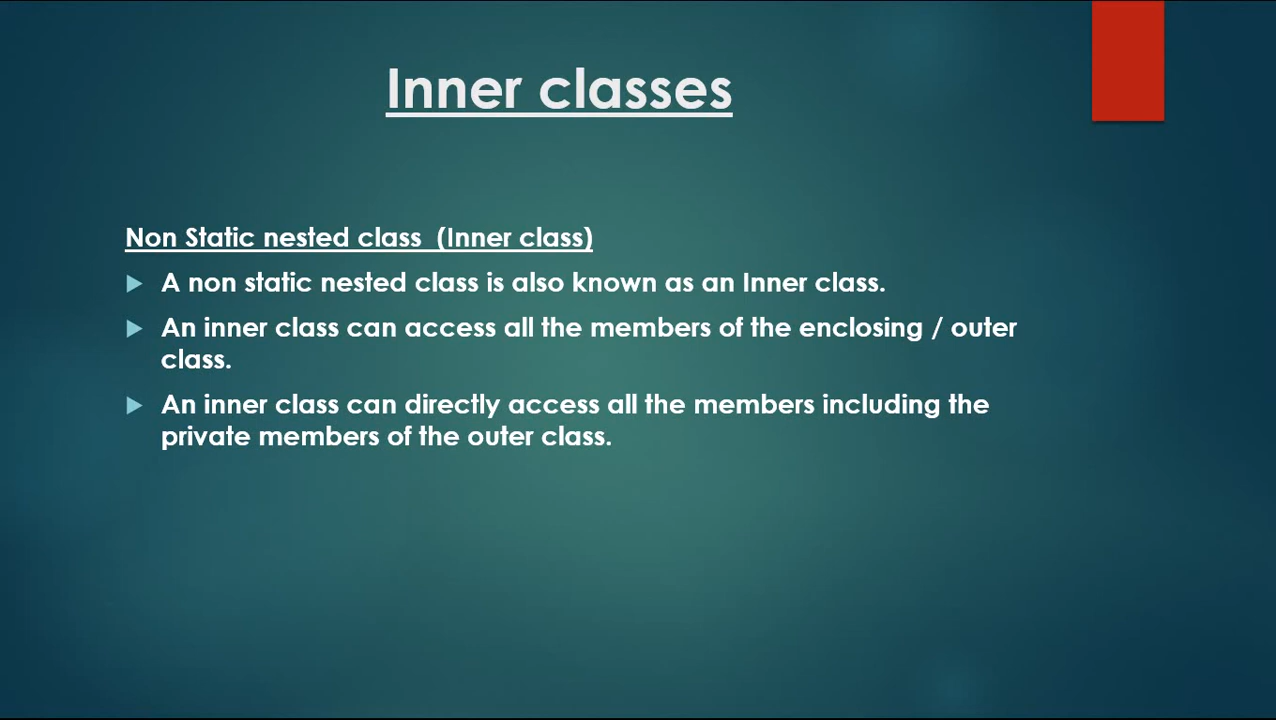 Inner classes
Non Static nested class (Inner class)
A non static nested class is also known as an Inner class.
An inner class can access all the members of the enclosing / outer
class.
An inner class can directly access all the members including the
private members of the outer class.